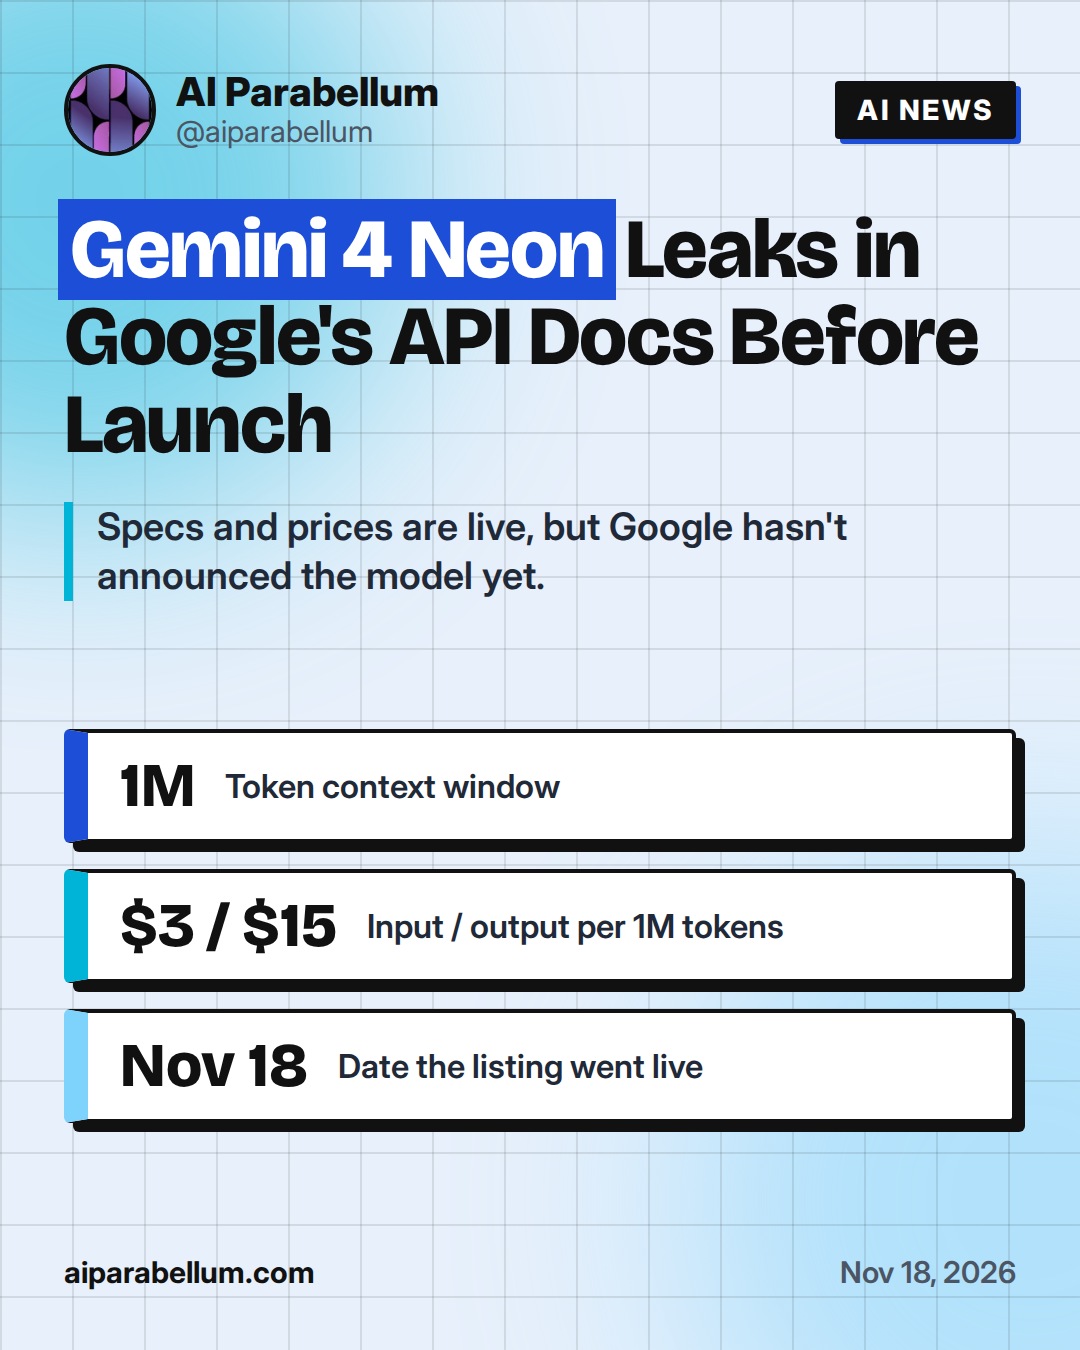 AI Parabellum
@aiparabellum
AI NEWS
Gemini 4 Neon Leaks in
Google's API Docs Before
Launch
Specs and prices are live, but Google hasn't
announced the model yet.
1M Token context window
$3 / $15 Input / output per 1M tokens
Nov 18 Date the listing went live
aiparabellum.com
Nov 18, 2026